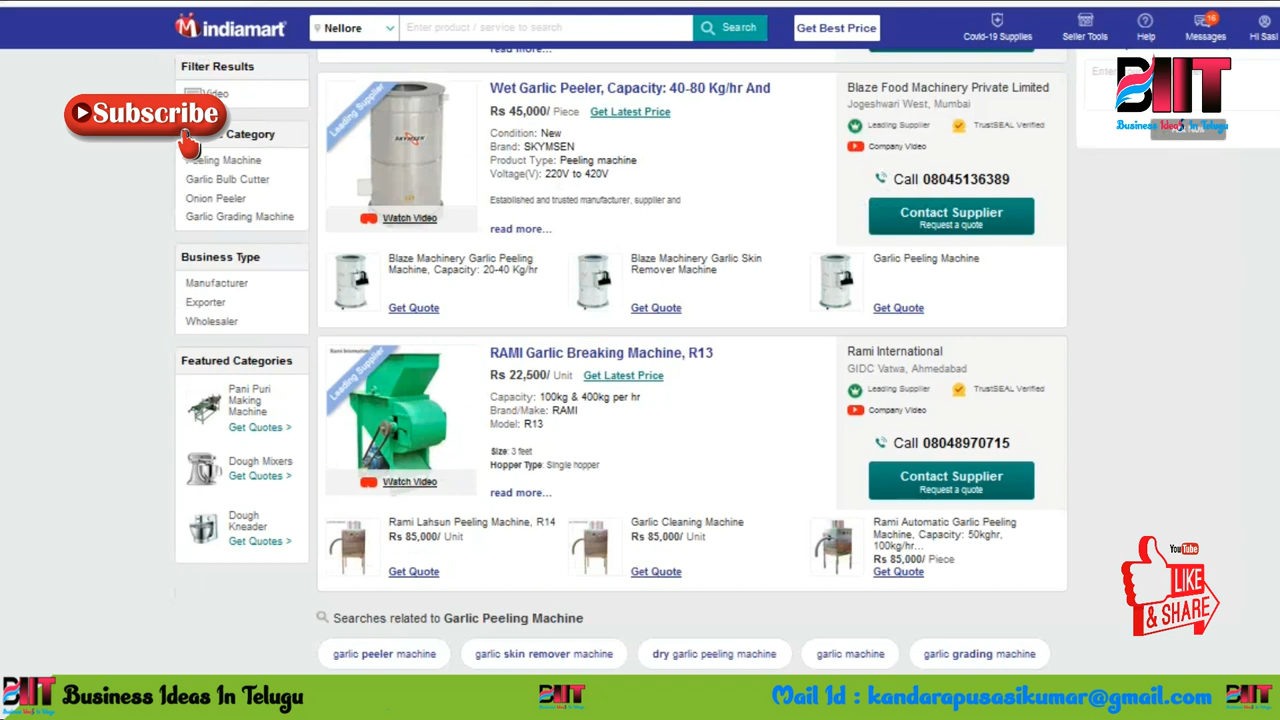 indiamart
Nellore
Enter product / service to search
Search
Get Best Price
Covid-19 Supplies
Seller Tools
Help
16
Messages
Hi Sasi
Filter Results
Video
Subscribe
Category
Peeling Machine
Garlic Bulb Cutter
Onion Peeler
Garlic Grading Machine
Business Type
Manufacturer
Exporter
Wholesaler
Featured Categories
Pani Puri
Making
Machine
Get Quotes >
Dough Mixers
Get Quotes >
Dough
Kneader
Get Quotes >
read more...
Leading Supplier
SKYMSEN
Watch Video
Wet Garlic Peeler, Capacity: 40-80 Kg/hr And
Rs 45,000/ Piece Get Latest Price
Condition: New
Brand: SKYMSEN
Product Type: Peeling machine
Voltage(V): 220V to 420V
Established and trusted manufacturer, supplier and
read more...
Blaze Food Machinery Private Limited
Jogeshwari West, Mumbai
Leading Supplier TrustSEAL Verified
Company Video
Call 08045136389
Contact Supplier
Request a quote
Blaze Machinery Garlic Peeling
Machine, Capacity: 20-40 Kg/hr
Get Quote
Blaze Machinery Garlic Skin
Remover Machine
Get Quote
Garlic Peeling Machine
Get Quote
Rami International
Leading Supplier
Watch Video
RAMI Garlic Breaking Machine, R13
Rs 22,500/ Unit Get Latest Price
Capacity: 100kg & 400kg per hr
Brand/Make: RAMI
Model: R13
Size: 3 feet
Hopper Type: Single hopper
read more...
Rami International
GIDC Vatwa, Ahmedabad
Leading Supplier TrustSEAL Verified
Company Video
Call 08048970715
Contact Supplier
Request a quote
Rami Lahsun Peeling Machine, R14
Rs 85,000/ Unit
Get Quote
Garlic Cleaning Machine
Rs 85,000/ Unit
Get Quote
Rami Automatic Garlic Peeling
Machine, Capacity: 50kghr,
100kg/hr...
Rs 85,000/ Piece
Get Quote
Searches related to Garlic Peeling Machine
garlic peeler machine
garlic skin remover machine
dry garlic peeling machine
garlic machine
garlic grading machine
BIIT
Business Ideas In Telugu
YouTube
LIKE
& SHARE
BIIT
Business Ideas In Telugu
BIIT
Mail Id : kandarapusasikumar@gmail.com
BIIT